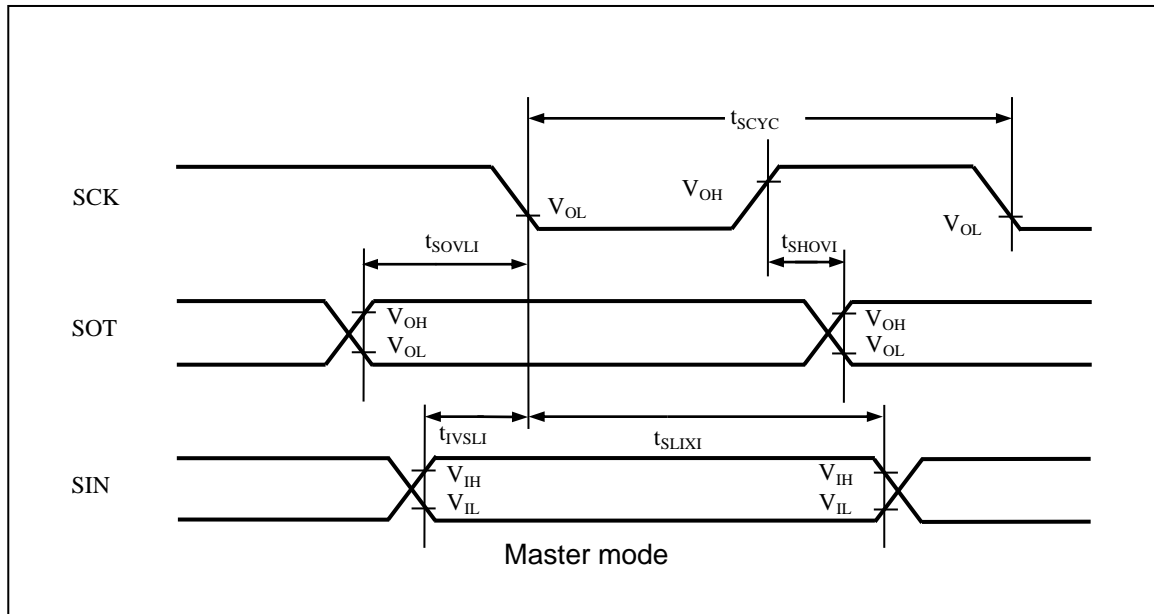 tSCYC
SCK
VOH
VOL
VOL
tSOVLI
tSHOVI
SOT
VOH
VOH
VOL
VOL
tIVSLI
tSLIXI
SIN
VIH
VIH
VIL
VIL
Master mode